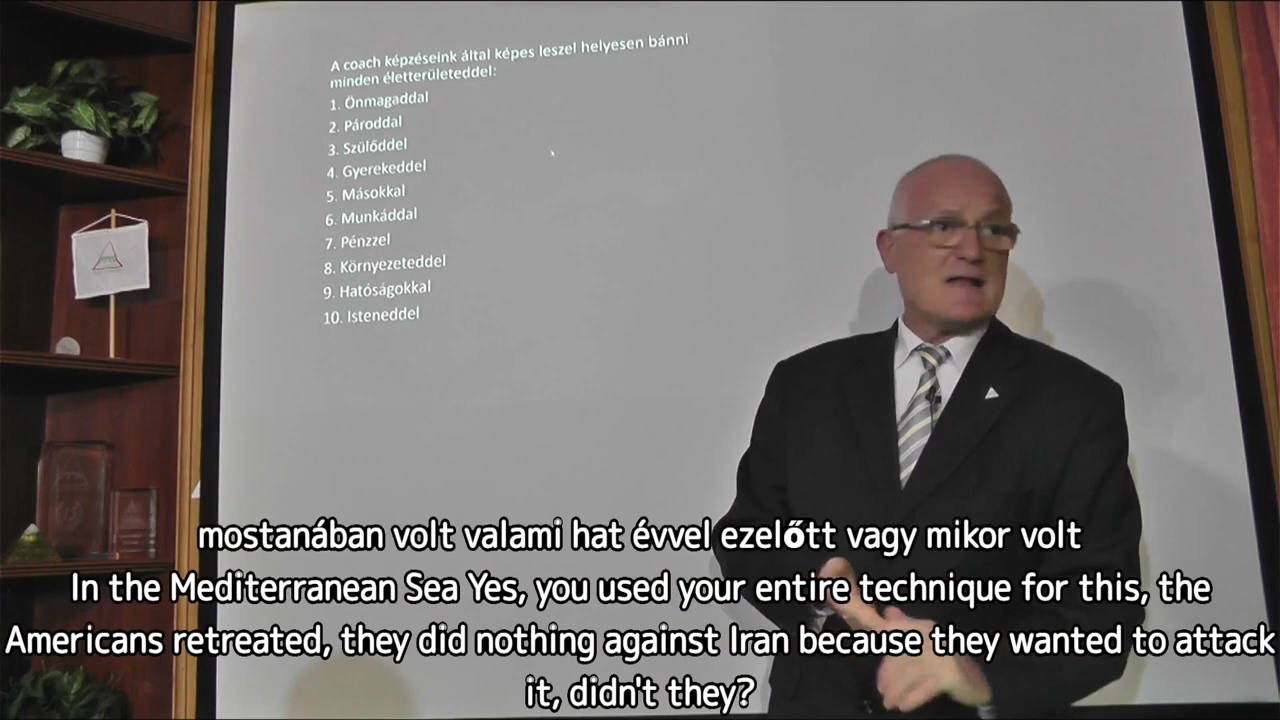 A coach képzéseink által képes leszel helyesen bánni
minden életterületeddel:
1. Önmagaddal
2. Pároddal
3. Szülőddel
4. Gyerekeddel
5. Másokkal
6. Munkáddal
7. Pénzzel
8. Környezeteddel
9. Hatóságokkal
10. Isteneddel
mostanában volt valami hat évvel ezelőtt vagy mikor volt
In the Mediterranean Sea Yes, you used your entire technique for this, the
Americans retreated, they did nothing against Iran because they wanted to attack
it, didn't they?